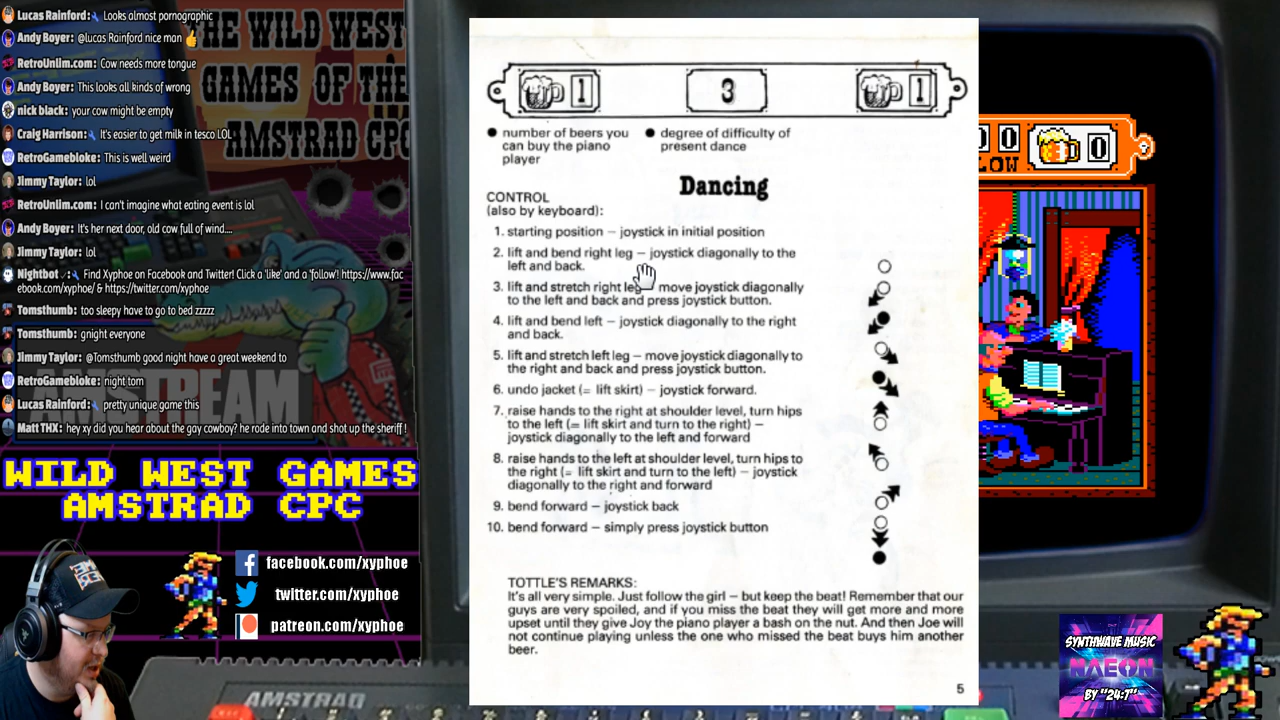 Lucas Rainford: Looks almost pornographic
Andy Boyer: @lucas Rainford nice man
RetroUnlim.com: Cow needs more tongue
This looks all kinds of wrong
your cow might be empty
Craig Harrison: It's easier to get milk in tesco LOL
This is well weird
Jimmy Taylor: lol
I can't imagine what eating event is lol
Andy Boyer: It's the trap door, old cow full of wind....
Nightbot: Find Xyphoe on Facebook and Twitter! Click a 'like' and a 'follow'! https://www.fac
ebook.com/xyphoe/ & https://twitter.com/xyphoe
too sleepy have to go to bed zzzzz
Tomsthumb: night everyone
Jimmy Taylor: @Tomsthumb good night have a great weekend to
retroGamesbloke: night tom
Lucas Rainford: pretty unique game this
Matt THX: hey xy did you hear about the gay cowboy? he rode into town and shot up the sheriff !
THE WILD WEST
GAMES OF THE
AMSTRAD CPC
STREAM
WILD WEST GAMES
AMSTRAD CPC
facebook.com/xyphoe
twitter.com/xyphoe
patreon.com/xyphoe
AMSTRAD
1
3
1
● number of beers you can buy the piano player
● degree of difficulty of present dance
Dancing
CONTROL
(also by keyboard):
1. starting position – joystick in initial position
2. lift and bend right leg – joystick diagonally to the
left and back.
3. lift and stretch right leg – move joystick diagonally
to the left and back and press joystick button.
4. lift and bend left – joystick diagonally to the right
and back.
5. lift and stretch left leg – move joystick diagonally to
the right and back and press joystick button.
6. undo jacket (= lift skirt) – joystick forward.
7. raise hands to the right at shoulder level, turn hips
to the left (= lift skirt and turn to the right) –
joystick diagonally to the left and forward
8. raise hands to the left at shoulder level, turn hips to
the right (= lift skirt and turn to the left) – joystick
diagonally to the right and forward
9. bend forward – joystick back
10. bend forward – simply press joystick button
TOTTLE'S REMARKS:
It's all very simple. Just follow the girl – but keep the beat! Remember that our
guys are very spoiled, and if you miss the beat they will get more and more
upset until they give Joy the piano player a bash on the nut. And then Joe will
not continue playing unless the one who missed the beat buys him another
beer.
5
00
LOW
0
SYNTHWAVE MUSIC
NAEON
BY "24:7"